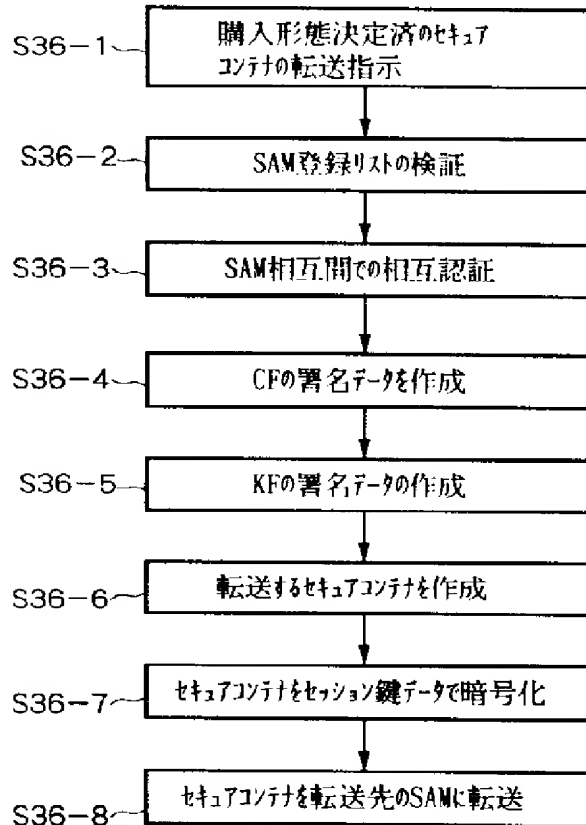 S36-1
購入形態決定済のセキュア
コンテナの転送指示
S36-2
SAM登録リストの検証
S36-3
SAM相互間での相互認証
S36-4
CFの署名データを作成
S36-5
KFの署名データの作成
S36-6
転送するセキュアコンテナを作成
S36-7
セキュアコンテナをセッション鍵データで暗号化
S36-8
セキュアコンテナを転送先のSAMに転送